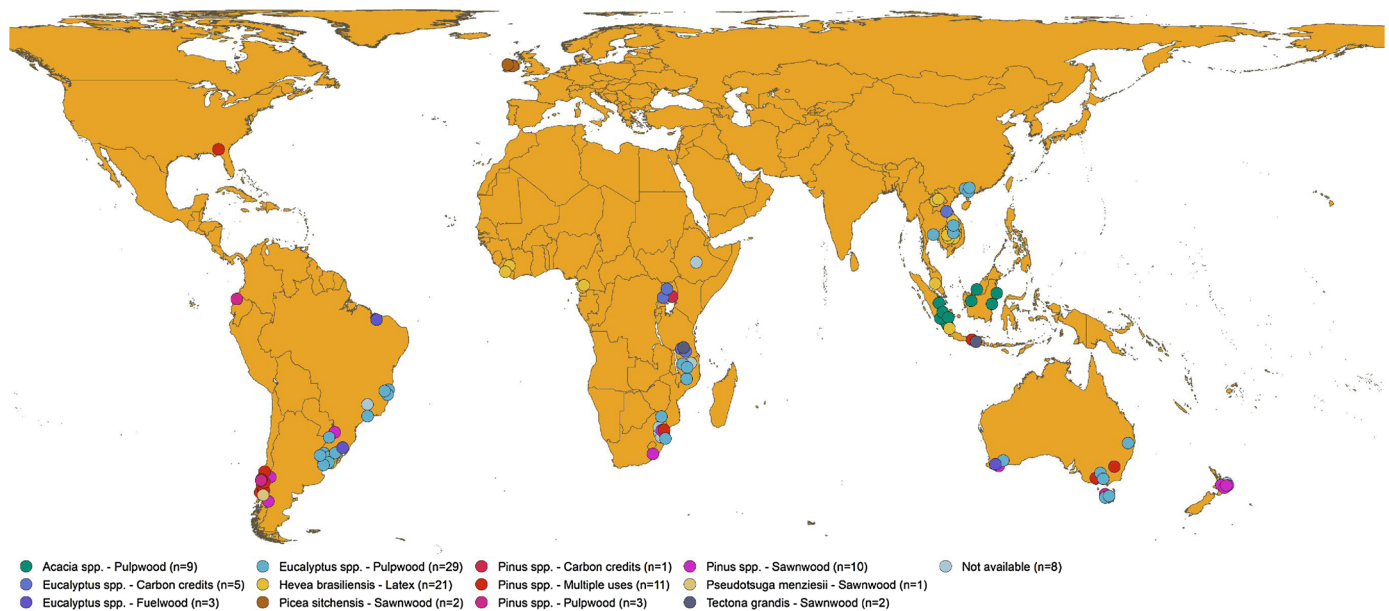 Acacia spp. - Pulpwood (n=9)
Eucalyptus spp. - Carbon credits (n=5)
Eucalyptus spp. - Fuelwood (n=3)
Eucalyptus spp. - Pulpwood (n=29)
Hevea brasiliensis - Latex (n=21)
Picea sitchensis - Sawnwood (n=2)
Pinus spp. - Carbon credits (n=1)
Pinus spp. - Multiple uses (n=11)
Pinus spp. - Pulpwood (n=3)
Pinus spp. - Sawnwood (n=10)
Pseudotsuga menziesii - Sawnwood (n=1)
Tectona grandis - Sawnwood (n=2)
Not available (n=8)